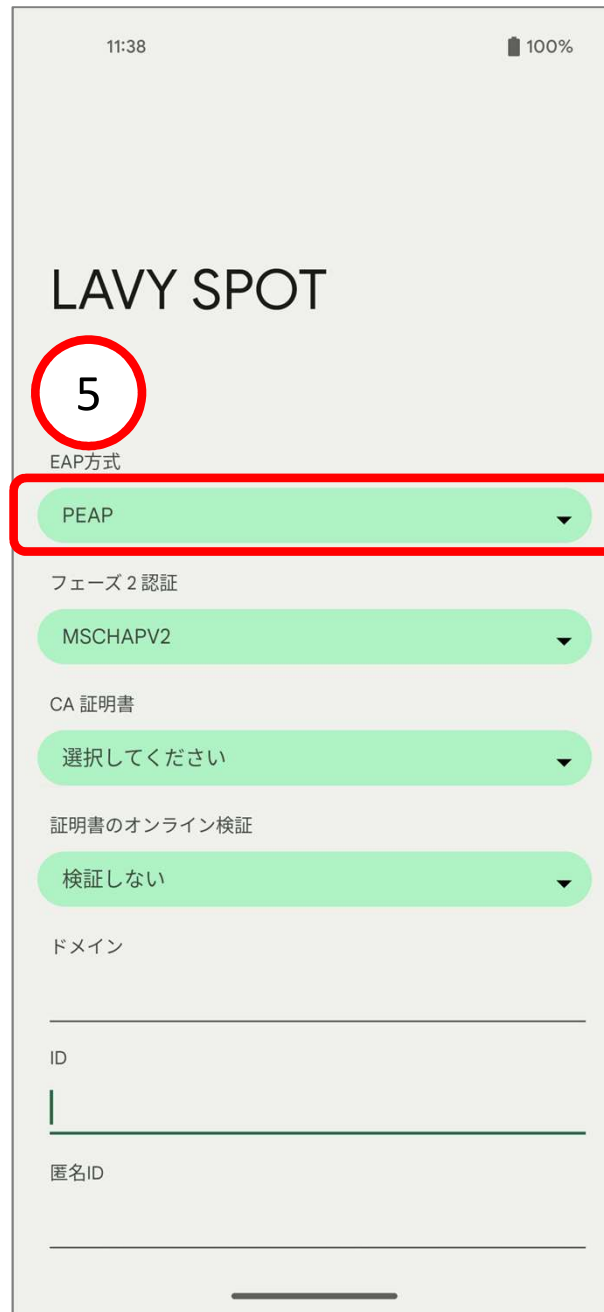 11:38 100%
LAVY SPOT
5
EAP方式
PEAP
フェーズ 2 認証
MSCHAPV2
CA 証明書
選択してください
証明書のオンライン検証
検証しない
ドメイン
ID
匿名ID